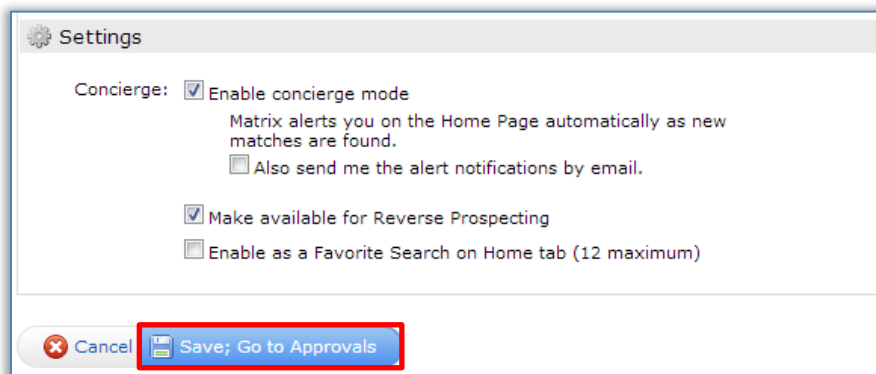 Settings
Concierge: Enable concierge mode
Matrix alerts you on the Home Page automatically as new
matches are found.
Also send me the alert notifications by email.
Make available for Reverse Prospecting
Enable as a Favorite Search on Home tab (12 maximum)
Cancel Save; Go to Approvals